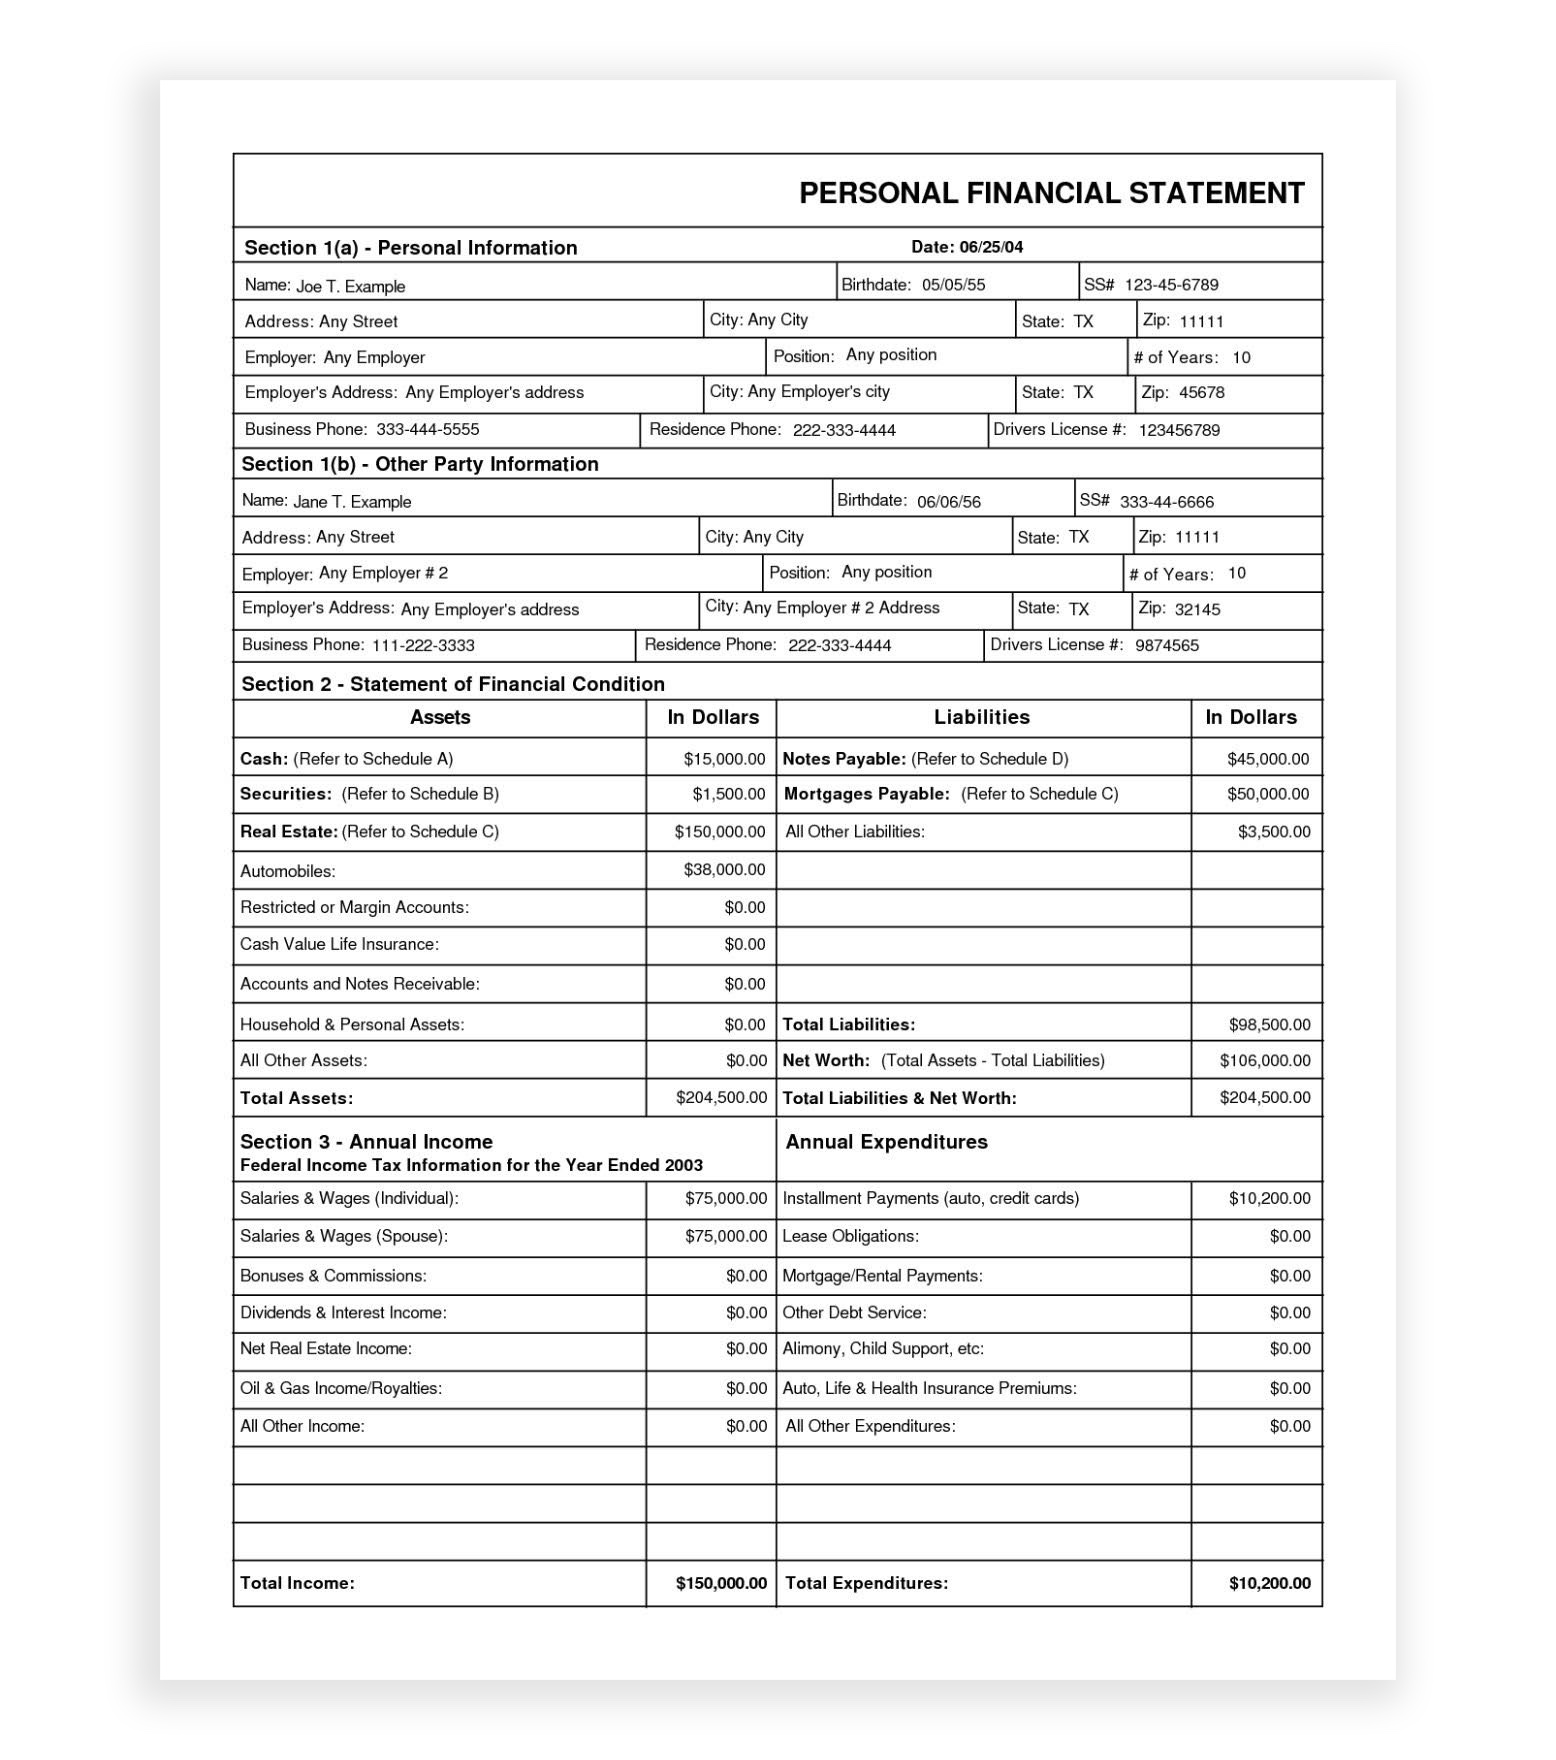 PERSONAL FINANCIAL STATEMENT
Section 1(a) - Personal Information Date: 06/25/04
Name: Joe T. Example Birthdate: 05/05/55 SS# 123-45-6789
Address: Any Street City: Any City State: TX Zip: 11111
Employer: Any Employer Position: Any position # of Years: 10
Employer's Address: Any Employer's address City: Any Employer's city State: TX Zip: 45678
Business Phone: 333-444-5555 Residence Phone: 222-333-4444 Drivers License #: 123456789
Section 1(b) - Other Party Information
Name: Jane T. Example Birthdate: 06/06/56 SS# 333-44-6666
Address: Any Street City: Any City State: TX Zip: 11111
Employer: Any Employer # 2 Position: Any position # of Years: 10
Employer's Address: Any Employer's address City: Any Employer # 2 Address State: TX Zip: 32145
Business Phone: 111-222-3333 Residence Phone: 222-333-4444 Drivers License #: 9874565
Section 2 - Statement of Financial Condition
Assets In Dollars Liabilities In Dollars
Cash: (Refer to Schedule A) $15,000.00 Notes Payable: (Refer to Schedule D) $45,000.00
Securities: (Refer to Schedule B) $1,500.00 Mortgages Payable: (Refer to Schedule C) $50,000.00
Real Estate: (Refer to Schedule C) $150,000.00 All Other Liabilities: $3,500.00
Automobiles: $38,000.00
Restricted or Margin Accounts: $0.00
Cash Value Life Insurance: $0.00
Accounts and Notes Receivable: $0.00
Household & Personal Assets: $0.00 Total Liabilities: $98,500.00
All Other Assets: $0.00 Net Worth: (Total Assets - Total Liabilities) $106,000.00
Total Assets: $204,500.00 Total Liabilities & Net Worth: $204,500.00
Section 3 - Annual Income Annual Expenditures
Federal Income Tax Information for the Year Ended 2003
Salaries & Wages (Individual): $75,000.00 Installment Payments (auto, credit cards) $10,200.00
Salaries & Wages (Spouse): $75,000.00 Lease Obligations: $0.00
Bonuses & Commissions: $0.00 Mortgage/Rental Payments: $0.00
Dividends & Interest Income: $0.00 Other Debt Service: $0.00
Net Real Estate Income: $0.00 Alimony, Child Support, etc: $0.00
Oil & Gas Income/Royalties: $0.00 Auto, Life & Health Insurance Premiums: $0.00
All Other Income: $0.00 All Other Expenditures: $0.00
Total Income: $150,000.00 Total Expenditures: $10,200.00